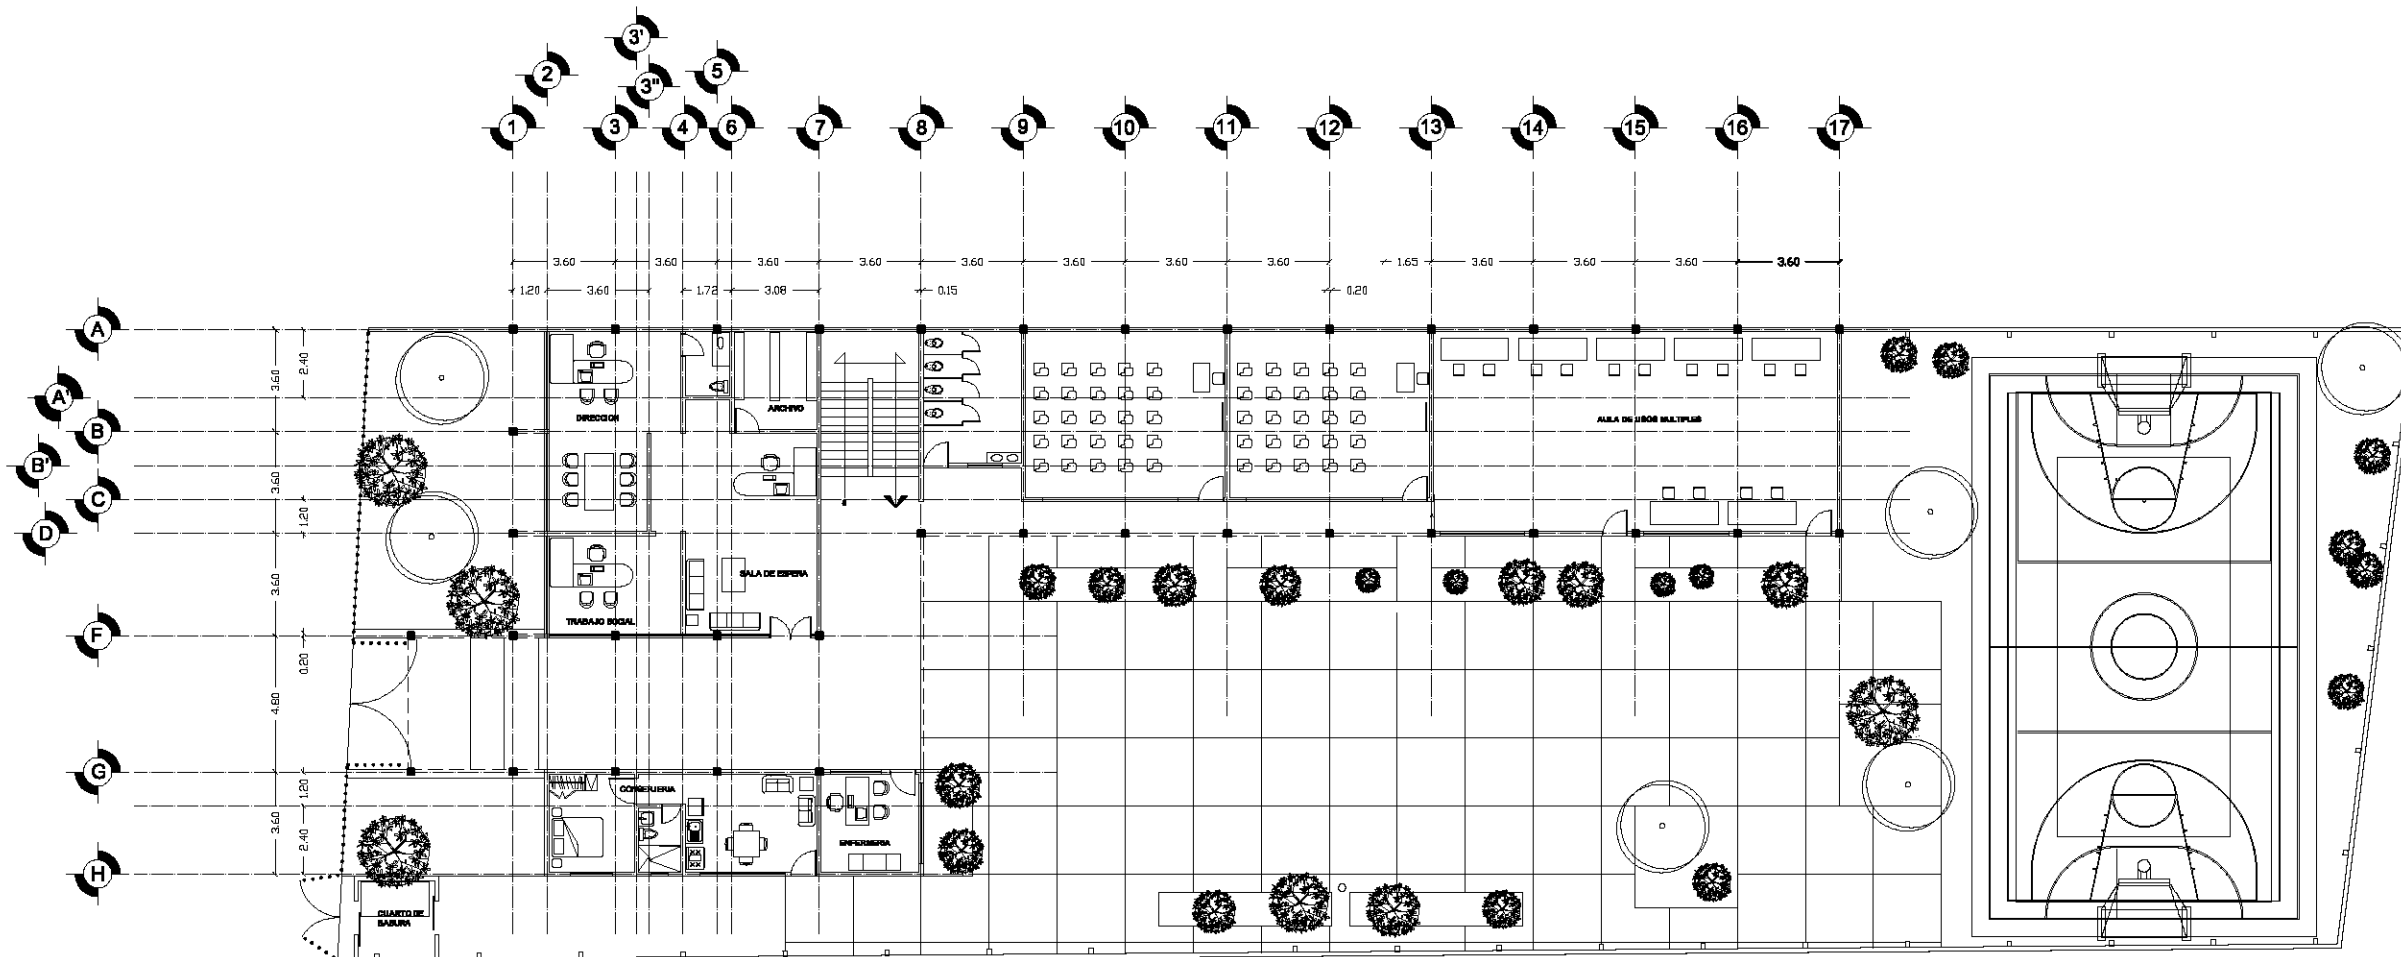 3'
2
5
3"
1
3
4
6
7
8
9
10
11
12
13
14
15
16
17
3.60
3.60
3.60
3.60
3.60
3.60
3.60
3.60
1.65
3.60
3.60
3.60
3.60
1.20
3.60
1.72
3.08
0.15
0.20
A
A'
B
B'
C
D
F
G
H
3.60
2.40
3.60
1.20
3.60
0.20
4.80
1.20
3.60
2.40
DIRECCION
ARCHIVO
AULA DE USOS MULTIPLES
SALA DE ESPERA
TRABAJO SOCIAL
CONSERJERIA
ENFERMERIA
CUARTO DE
BASURA